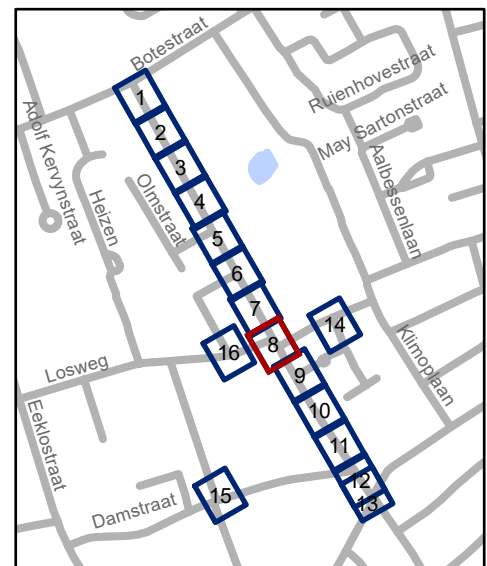 Botestraat
Ruienhovestraat
May Sartonstraat
Aalbessenlaan
Adolf Kervynstraat
Heizen
Olmstraat
1
2
3
4
5
6
7
8
14
16
9
Losweg
Klimoplaan
10
11
12
13
Eeklostraat
15
Damstraat